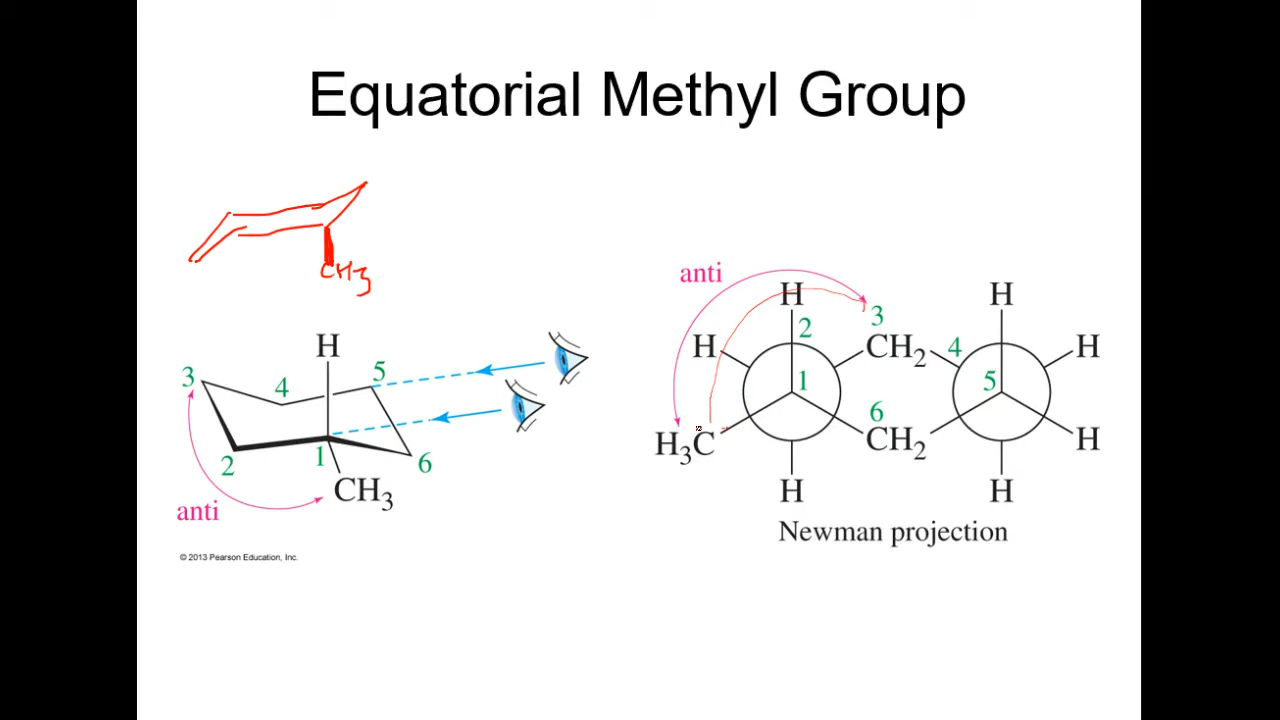 Equatorial Methyl Group
CH3
H
3
4
5
2
1
6
CH3
anti
© 2013 Pearson Education, Inc.
anti
H
H
2
3
H
CH2
4
H
1
5
6
H3C
CH2
H
H
H
Newman projection